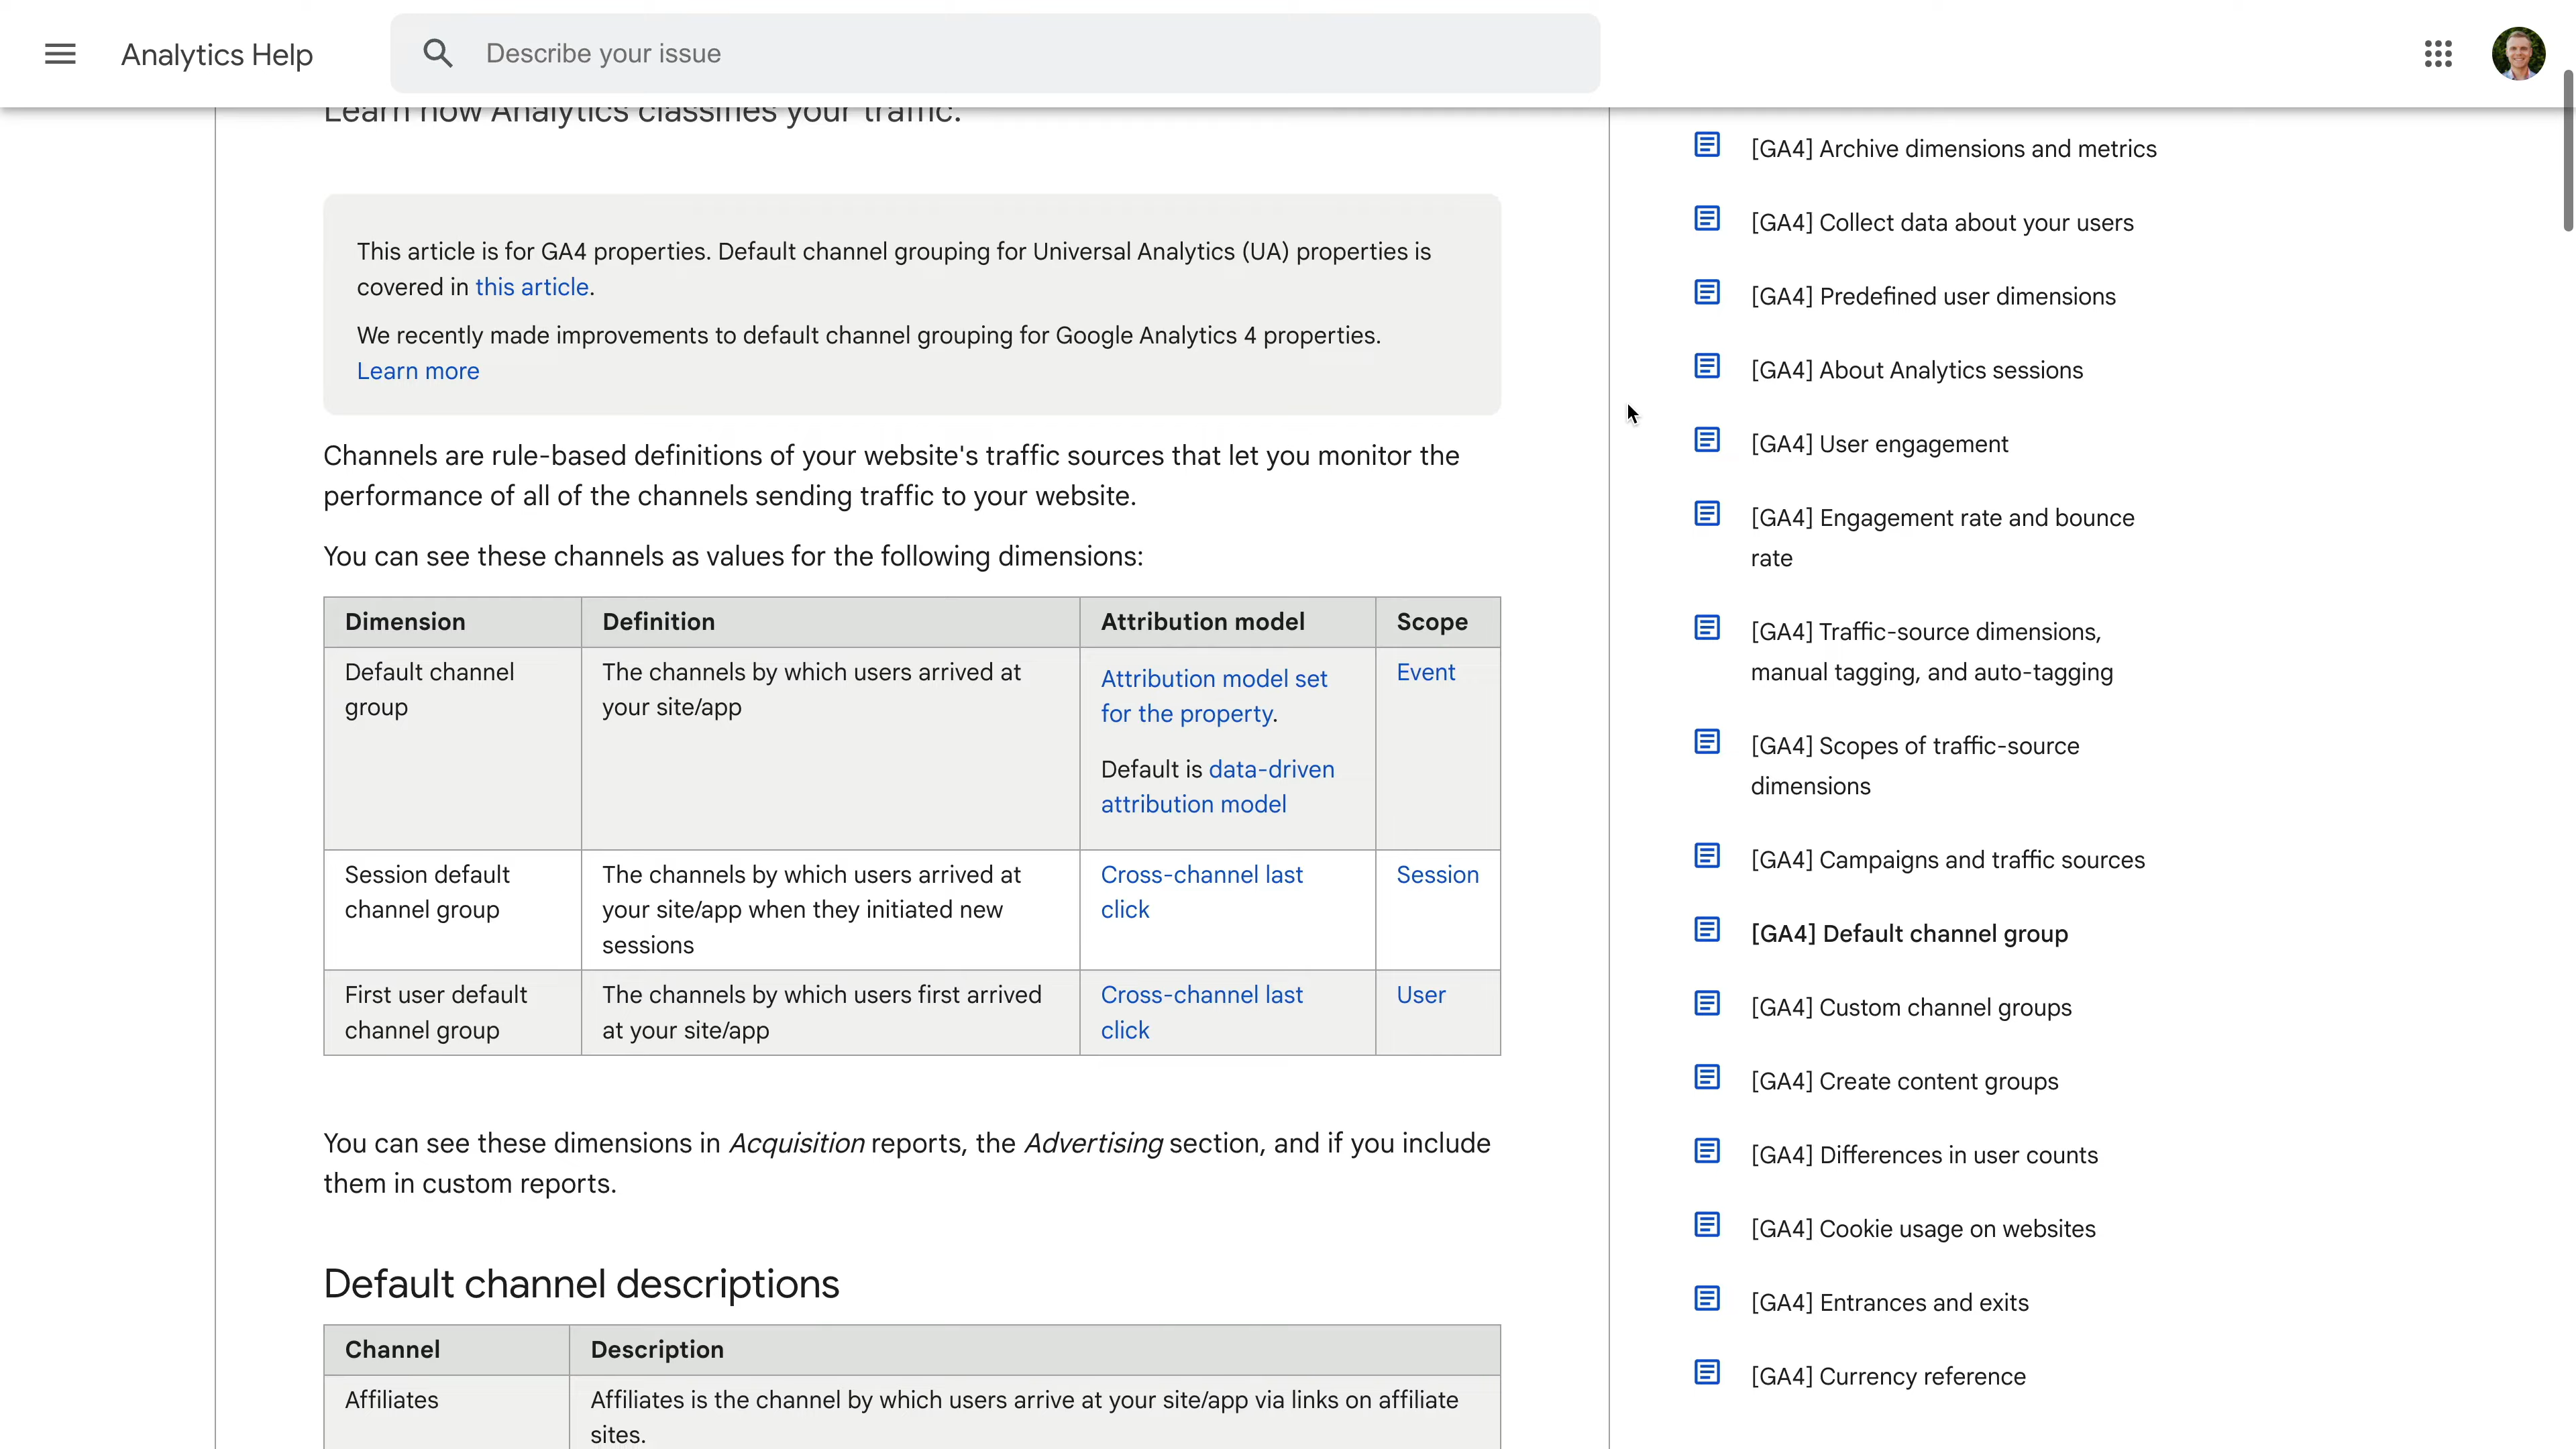 Analytics Help
Describe your issue
Learn how Analytics classifies your traffic.
This article is for GA4 properties. Default channel grouping for Universal Analytics (UA) properties is
covered in this article.
We recently made improvements to default channel grouping for Google Analytics 4 properties.
Learn more
Channels are rule-based definitions of your website's traffic sources that let you monitor the
performance of all of the channels sending traffic to your website.
You can see these channels as values for the following dimensions:
Dimension
Definition
Attribution model
Scope
Default channel
group
The channels by which users arrived at
your site/app
Attribution model set
for the property.
Default is data-driven
attribution model
Event
Session default
channel group
The channels by which users arrived at
your site/app when they initiated new
sessions
Cross-channel last
click
Session
First user default
channel group
The channels by which users first arrived
at your site/app
Cross-channel last
click
User
You can see these dimensions in Acquisition reports, the Advertising section, and if you include
them in custom reports.
Default channel descriptions
Channel
Description
Affiliates
Affiliates is the channel by which users arrive at your site/app via links on affiliate
sites.
[GA4] Archive dimensions and metrics
[GA4] Collect data about your users
[GA4] Predefined user dimensions
[GA4] About Analytics sessions
[GA4] User engagement
[GA4] Engagement rate and bounce
rate
[GA4] Traffic-source dimensions,
manual tagging, and auto-tagging
[GA4] Scopes of traffic-source
dimensions
[GA4] Campaigns and traffic sources
[GA4] Default channel group
[GA4] Custom channel groups
[GA4] Create content groups
[GA4] Differences in user counts
[GA4] Cookie usage on websites
[GA4] Entrances and exits
[GA4] Currency reference